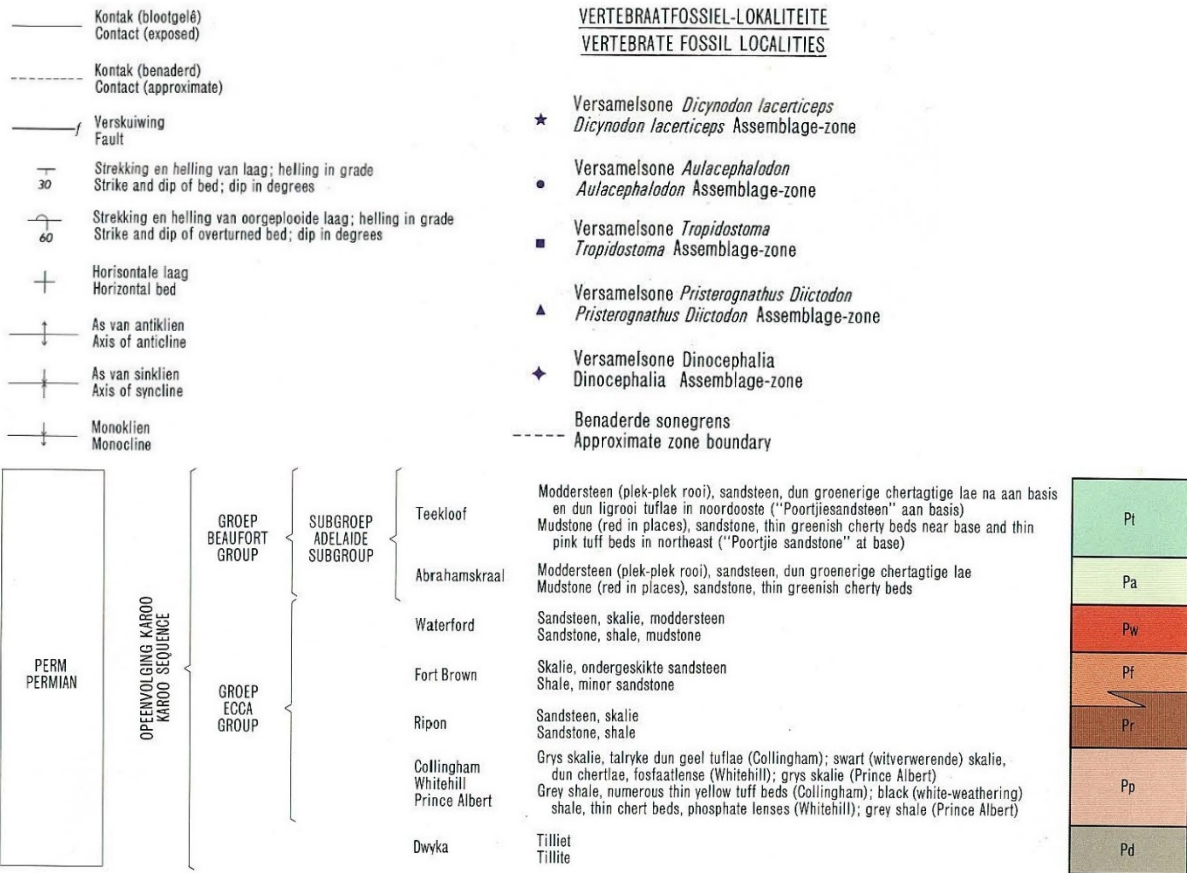 Kontak (blootgelê)
Contact (exposed)
Kontak (benaderd)
Contact (approximate)
f
Verskuiwing
Fault
30
Strekking en helling van laag; helling in grade
Strike and dip of bed; dip in degrees
60
Strekking en helling van oorgeplooide laag; helling in grade
Strike and dip of overturned bed; dip in degrees
Horisontale laag
Horizontal bed
As van antiklien
Axis of anticline
As van sinklien
Axis of syncline
Monoklien
Monocline
VERTEBRAATFOSSIEL-LOKALITEITE
VERTEBRATE FOSSIL LOCALITIES
Versamelsone Dicynodon lacerticeps
Dicynodon lacerticeps Assemblage-zone
Versamelsone Aulacephalodon
Aulacephalodon Assemblage-zone
Versamelsone Tropidostoma
Tropidostoma Assemblage-zone
Versamelsone Pristerognathus Diictodon
Pristerognathus Diictodon Assemblage-zone
Versamelsone Dinocephalia
Dinocephalia Assemblage-zone
Benaderde sonegrens
Approximate zone boundary
PERM
PERMIAN
OPEENVOLGING KAROO
KAROO SEQUENCE
GROEP
BEAUFORT
GROUP
SUBGROEP
ADELAIDE
SUBGROUP
GROEP
ECCA
GROUP
Teekloof
Moddersteen (plek-plek rooi), sandsteen, dun groenerige chertagtige lae na aan basis
en dun ligrooi tuflae in noordooste ("Poortjiesandsteen" aan basis)
Mudstone (red in places), sandstone, thin greenish cherty beds near base and thin
pink tuff beds in northeast ("Poortjie sandstone" at base)
Pt
Abrahamskraal
Moddersteen (plek-plek rooi), sandsteen, dun groenerige chertagtige lae
Mudstone (red in places), sandstone, thin greenish cherty beds
Pa
Waterford
Sandsteen, skalie, moddersteen
Sandstone, shale, mudstone
Pw
Fort Brown
Skalie, ondergeskikte sandsteen
Shale, minor sandstone
Pf
Ripon
Sandsteen, skalie
Sandstone, shale
Pr
Collingham
Whitehill
Prince Albert
Grys skalie, talryke dun geel tuflae (Collingham); swart (witverwerende) skalie,
dun chertlae, fosfaatlense (Whitehill); grys skalie (Prince Albert)
Grey shale, numerous thin yellow tuff beds (Collingham); black (white-weathering)
shale, thin chert beds, phosphate lenses (Whitehill); grey shale (Prince Albert)
Pp
Dwyka
Tilliet
Tillite
Pd